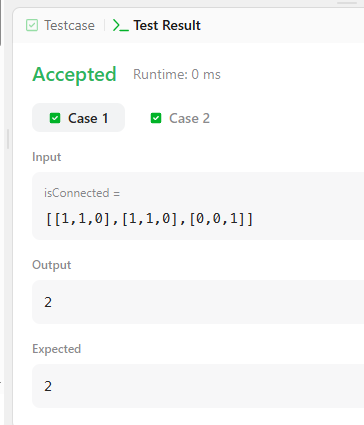 Testcase
Test Result
Accepted Runtime: 0 ms
Case 1 Case 2
Input
isConnected =
[[1,1,0],[1,1,0],[0,0,1]]
Output
2
Expected
2